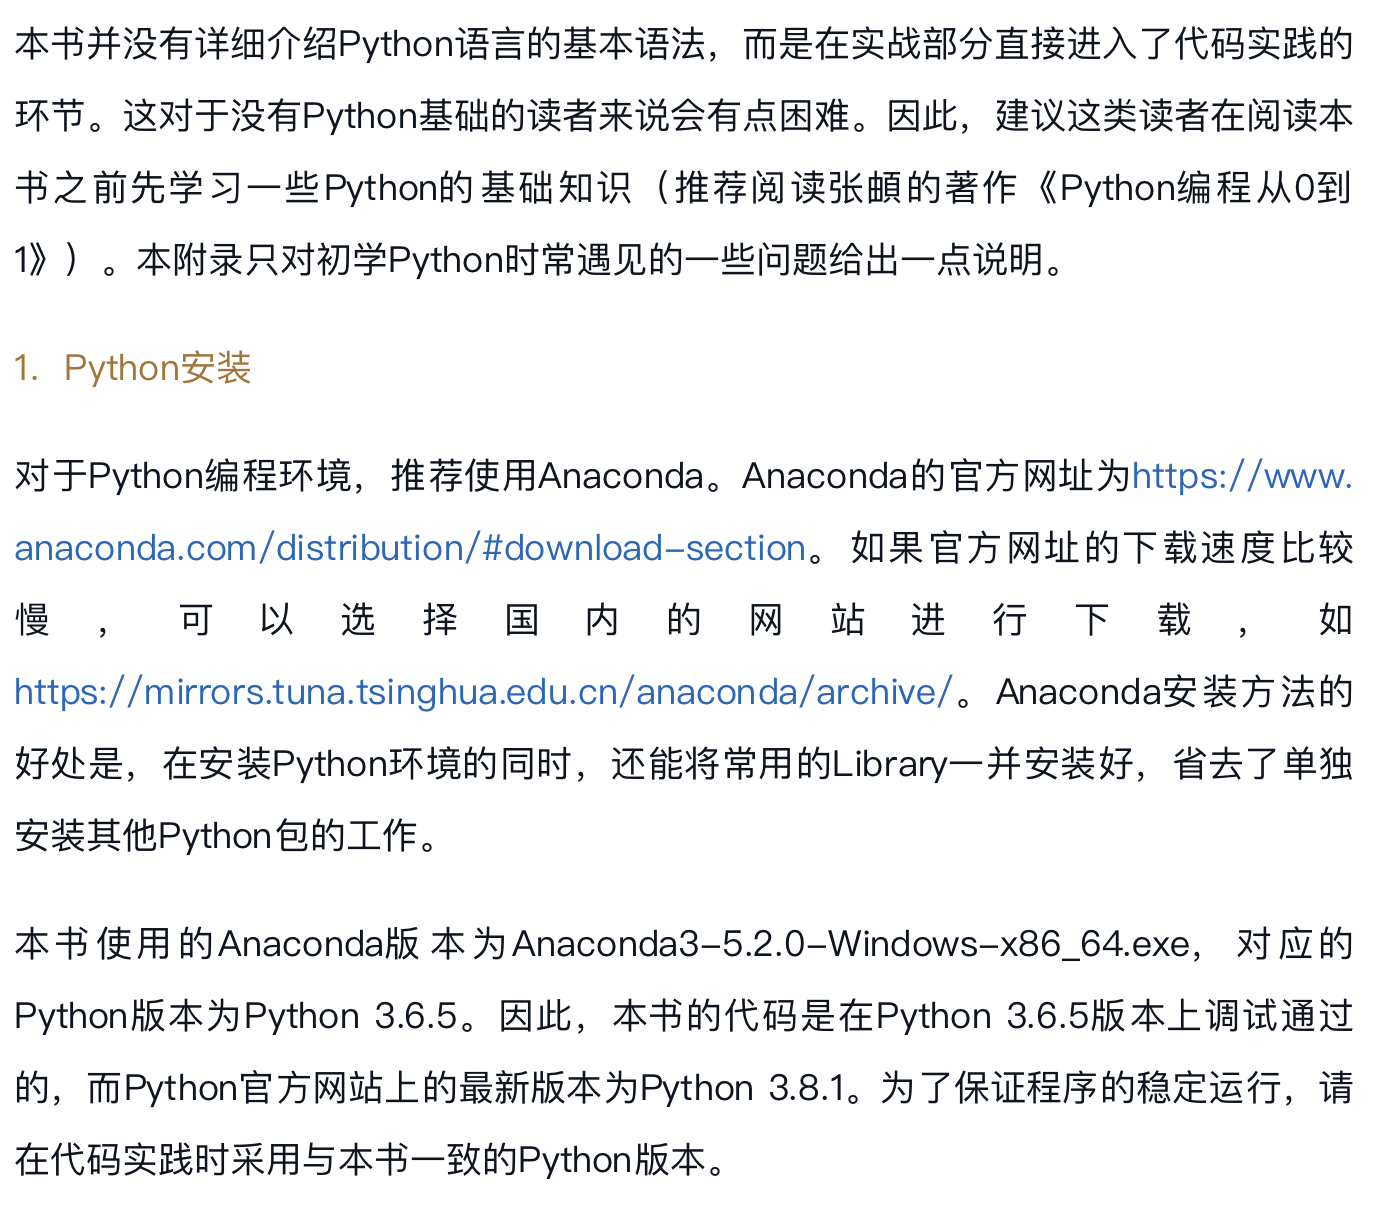 本书并没有详细介绍Python语言的基本语法，而是在实战部分直接进入了代码实践的
环节。这对于没有Python基础的读者来说会有点困难。因此，建议这类读者在阅读本
书之前先学习一些Python的基础知识（推荐阅读张頔的著作《Python编程从0到
1》）。本附录只对初学Python时常遇见的一些问题给出一点说明。
1. Python安装
对于Python编程环境，推荐使用Anaconda。Anaconda的官方网址为https://www.
anaconda.com/distribution/#download-section。如果官方网址的下载速度比较
慢，可以选择国内的网站进行下载，如
https://mirrors.tuna.tsinghua.edu.cn/anaconda/archive/。Anaconda安装方法的
好处是，在安装Python环境的同时，还能将常用的Library一并安装好，省去了单独
安装其他Python包的工作。
本书使用的Anaconda版本为Anaconda3-5.2.0-Windows-x86_64.exe，对应的
Python版本为Python 3.6.5。因此，本书的代码是在Python 3.6.5版本上调试通过
的，而Python官方网站上的最新版本为Python 3.8.1。为了保证程序的稳定运行，请
在代码实践时采用与本书一致的Python版本。